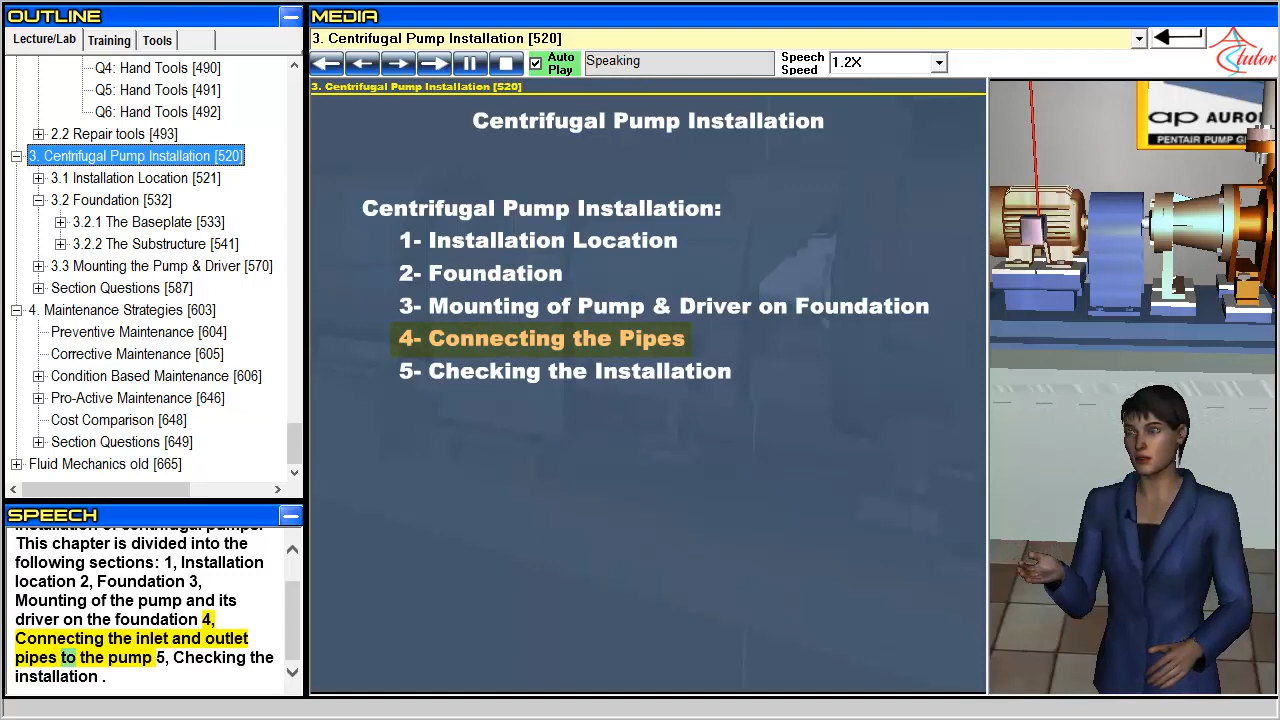 OUTLINE
Lecture/Lab Training Tools
Q4: Hand Tools [490]
Q5: Hand Tools [491]
Q6: Hand Tools [492]
2.2 Repair tools [493]
3. Centrifugal Pump Installation [520]
3.1 Installation Location [521]
3.2 Foundation [532]
3.2.1 The Baseplate [533]
3.2.2 The Substructure [541]
3.3 Mounting the Pump & Driver [570]
Section Questions [587]
4. Maintenance Strategies [603]
Preventive Maintenance [604]
Corrective Maintenance [605]
Condition Based Maintenance [606]
Pro-Active Maintenance [646]
Cost Comparison [648]
Section Questions [649]
Fluid Mechanics old [665]
SPEECH
installation of centrifugal pumps.
This chapter is divided into the
following sections: 1, Installation
location 2, Foundation 3,
Mounting of the pump and its
driver on the foundation 4,
Connecting the inlet and outlet
pipes to the pump 5, Checking the
installation .
MEDIA
3. Centrifugal Pump Installation [520]
Auto
Play
Speaking
Speech
Speed
1.2X
tutor
3. Centrifugal Pump Installation [520]
Centrifugal Pump Installation
Centrifugal Pump Installation:
1- Installation Location
2- Foundation
3- Mounting of Pump & Driver on Foundation
4- Connecting the Pipes
5- Checking the Installation
ap AURO
PENTAIR PUMP G